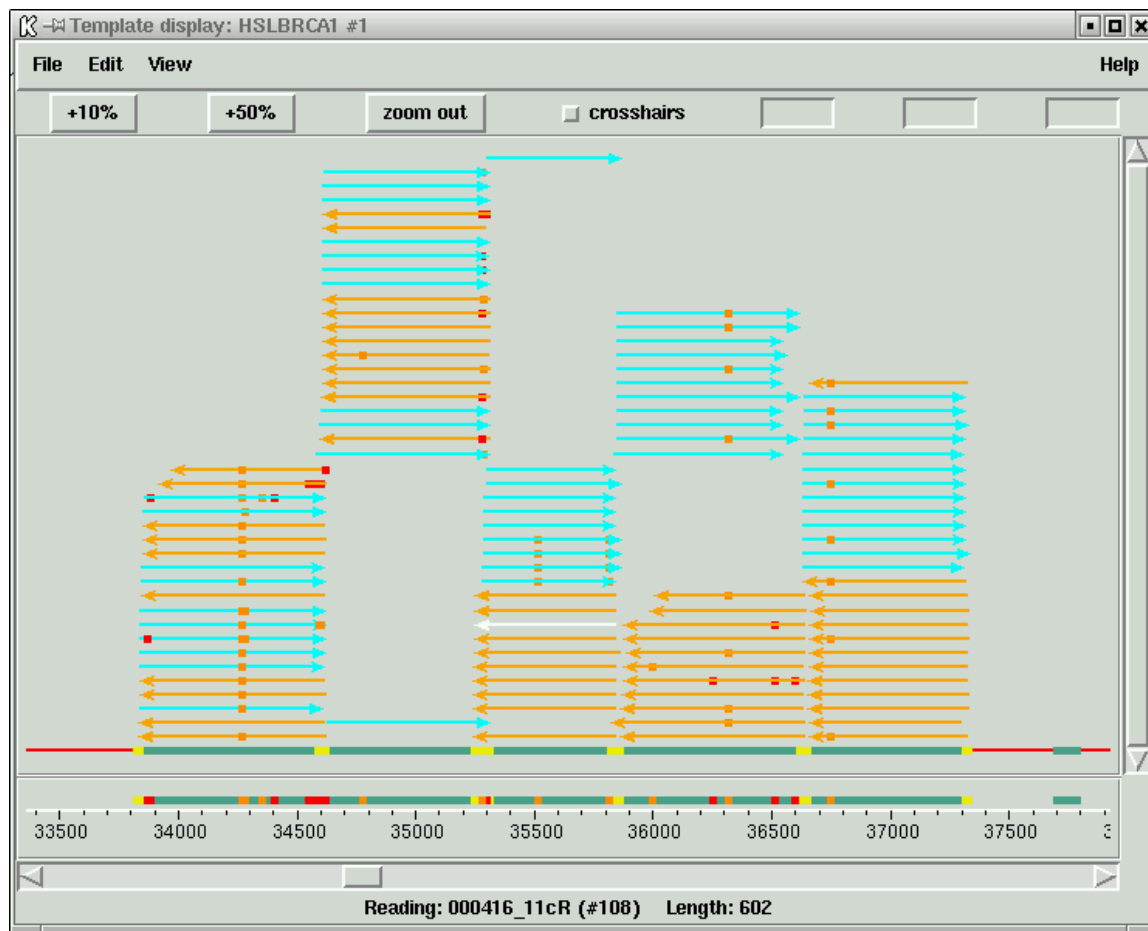 Template display: HSLBRCA1 #1
File Edit View Help
+10% +50% zoom out crosshairs
33500 34000 34500 35000 35500 36000 36500 37000 37500
Reading: 000416_11cR (#108) Length: 602